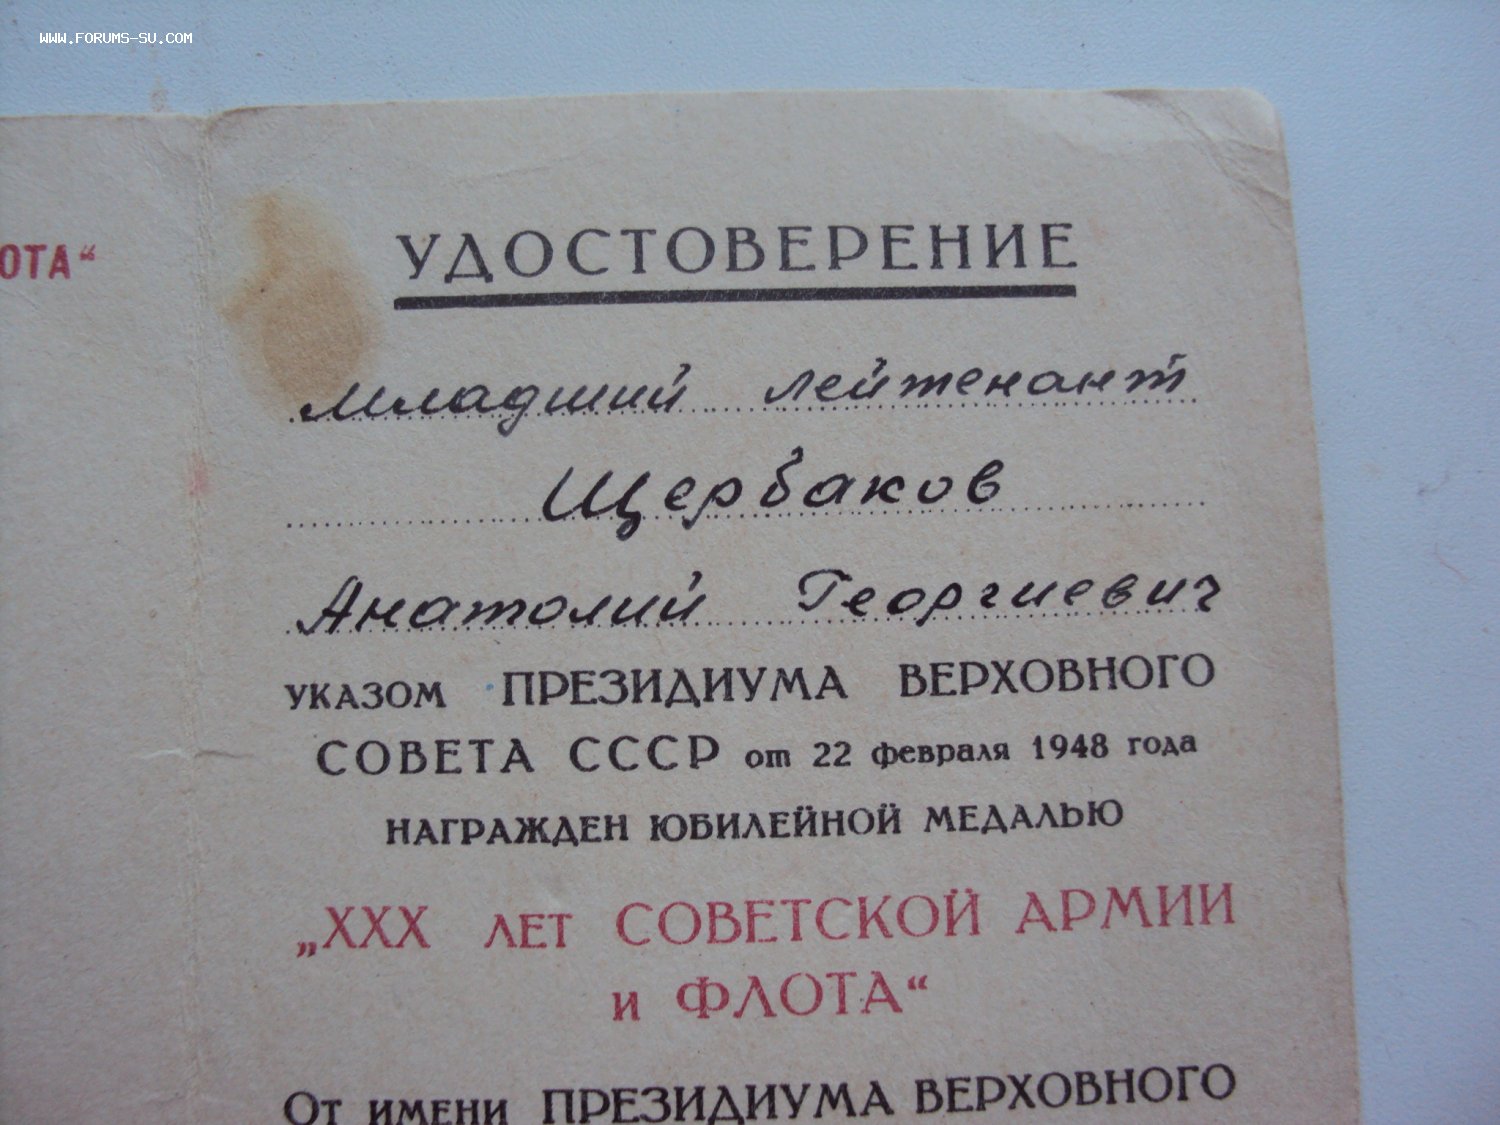 WWW.FORUMS-SU.COM
ОТА“
УДОСТОВЕРЕНИЕ
Младший лейтенант
Щербаков
Анатолий Георгиевич
УКАЗОМ ПРЕЗИДИУМА ВЕРХОВНОГО
СОВЕТА СССР от 22 февраля 1948 года
НАГРАЖДЕН ЮБИЛЕЙНОЙ МЕДАЛЬЮ
„XXX ЛЕТ СОВЕТСКОЙ АРМИИ
и ФЛОТА“
От имени ПРЕЗИДИУМА ВЕРХОВНОГО